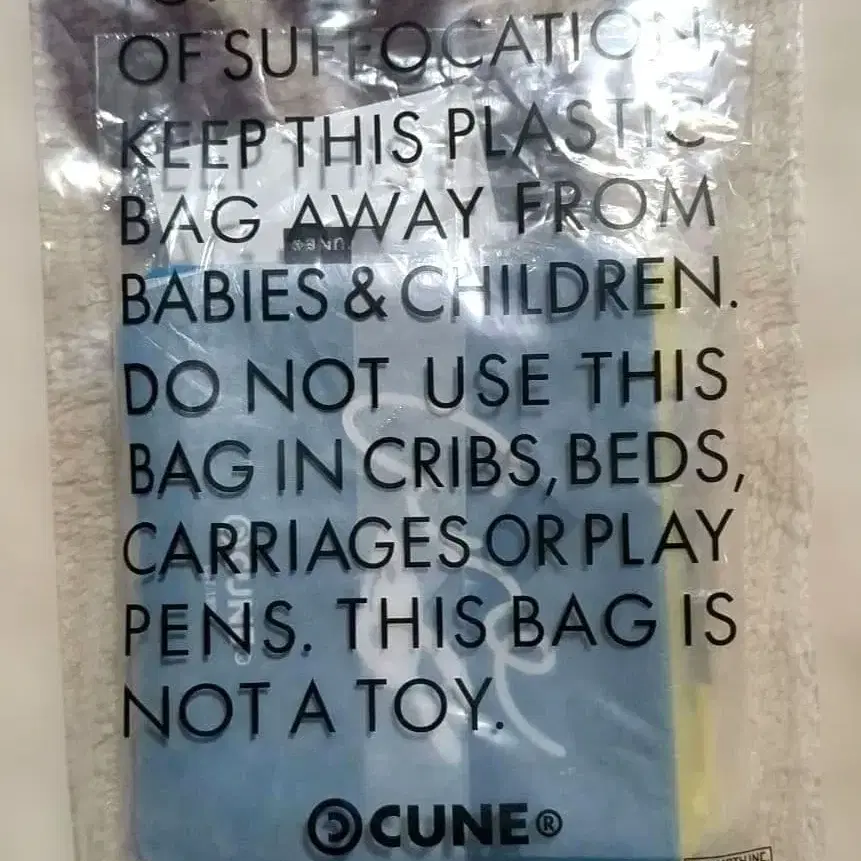 OF SUFFOCATION,
KEEP THIS PLASTIC
BAG AWAY FROM
BABIES & CHILDREN.
DO NOT USE THIS
BAG IN CRIBS, BEDS,
CARRIAGES OR PLAY
PENS. THIS BAG IS
NOT A TOY.
CUNE®
CUNE®